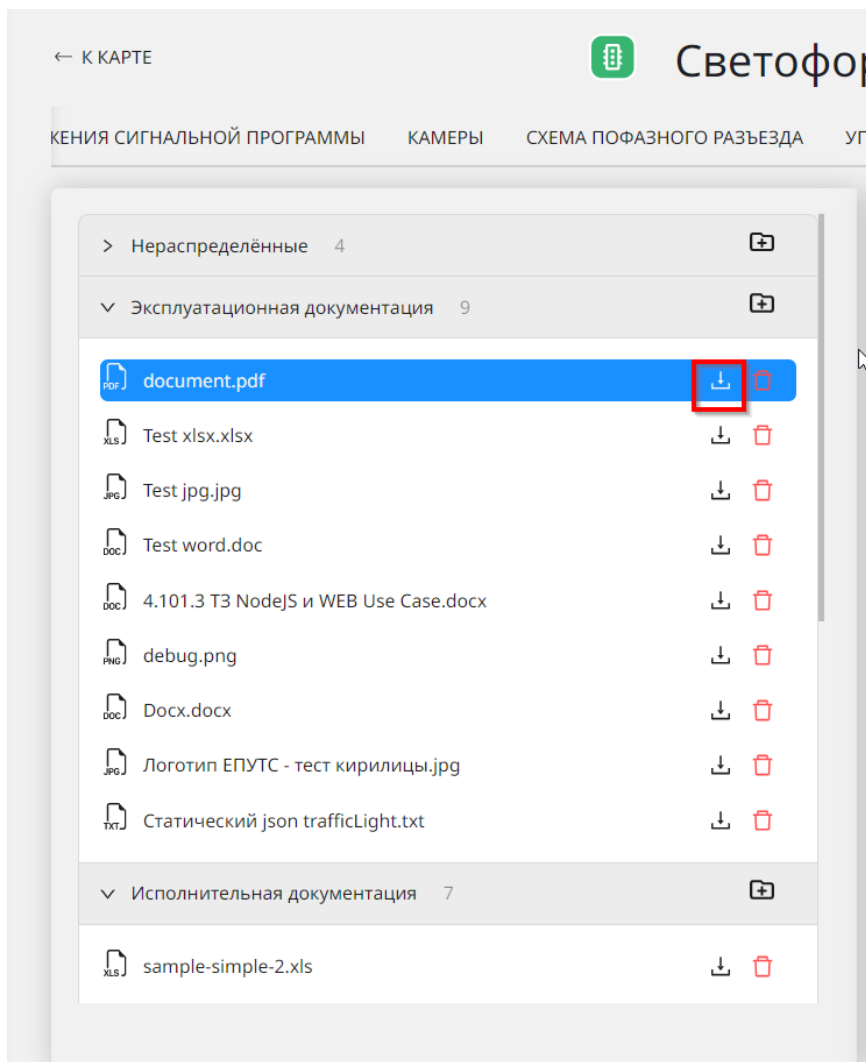 ← К КАРТЕ
Светофор
ЖЕНИЯ СИГНАЛЬНОЙ ПРОГРАММЫ КАМЕРЫ СХЕМА ПОФАЗНОГО РАЗЪЕЗДА УП
Нераспределённые 4
Эксплуатационная документация 9
PDF document.pdf
XLS Test xlsx.xlsx
JPG Test jpg.jpg
DOC Test word.doc
DOC 4.101.3 ТЗ NodeJS и WEB Use Case.docx
PNG debug.png
DOC Docx.docx
JPG Логотип ЕПУТС - тест кирилицы.jpg
TXT Статический json trafficLight.txt
Исполнительная документация 7
XLS sample-simple-2.xls